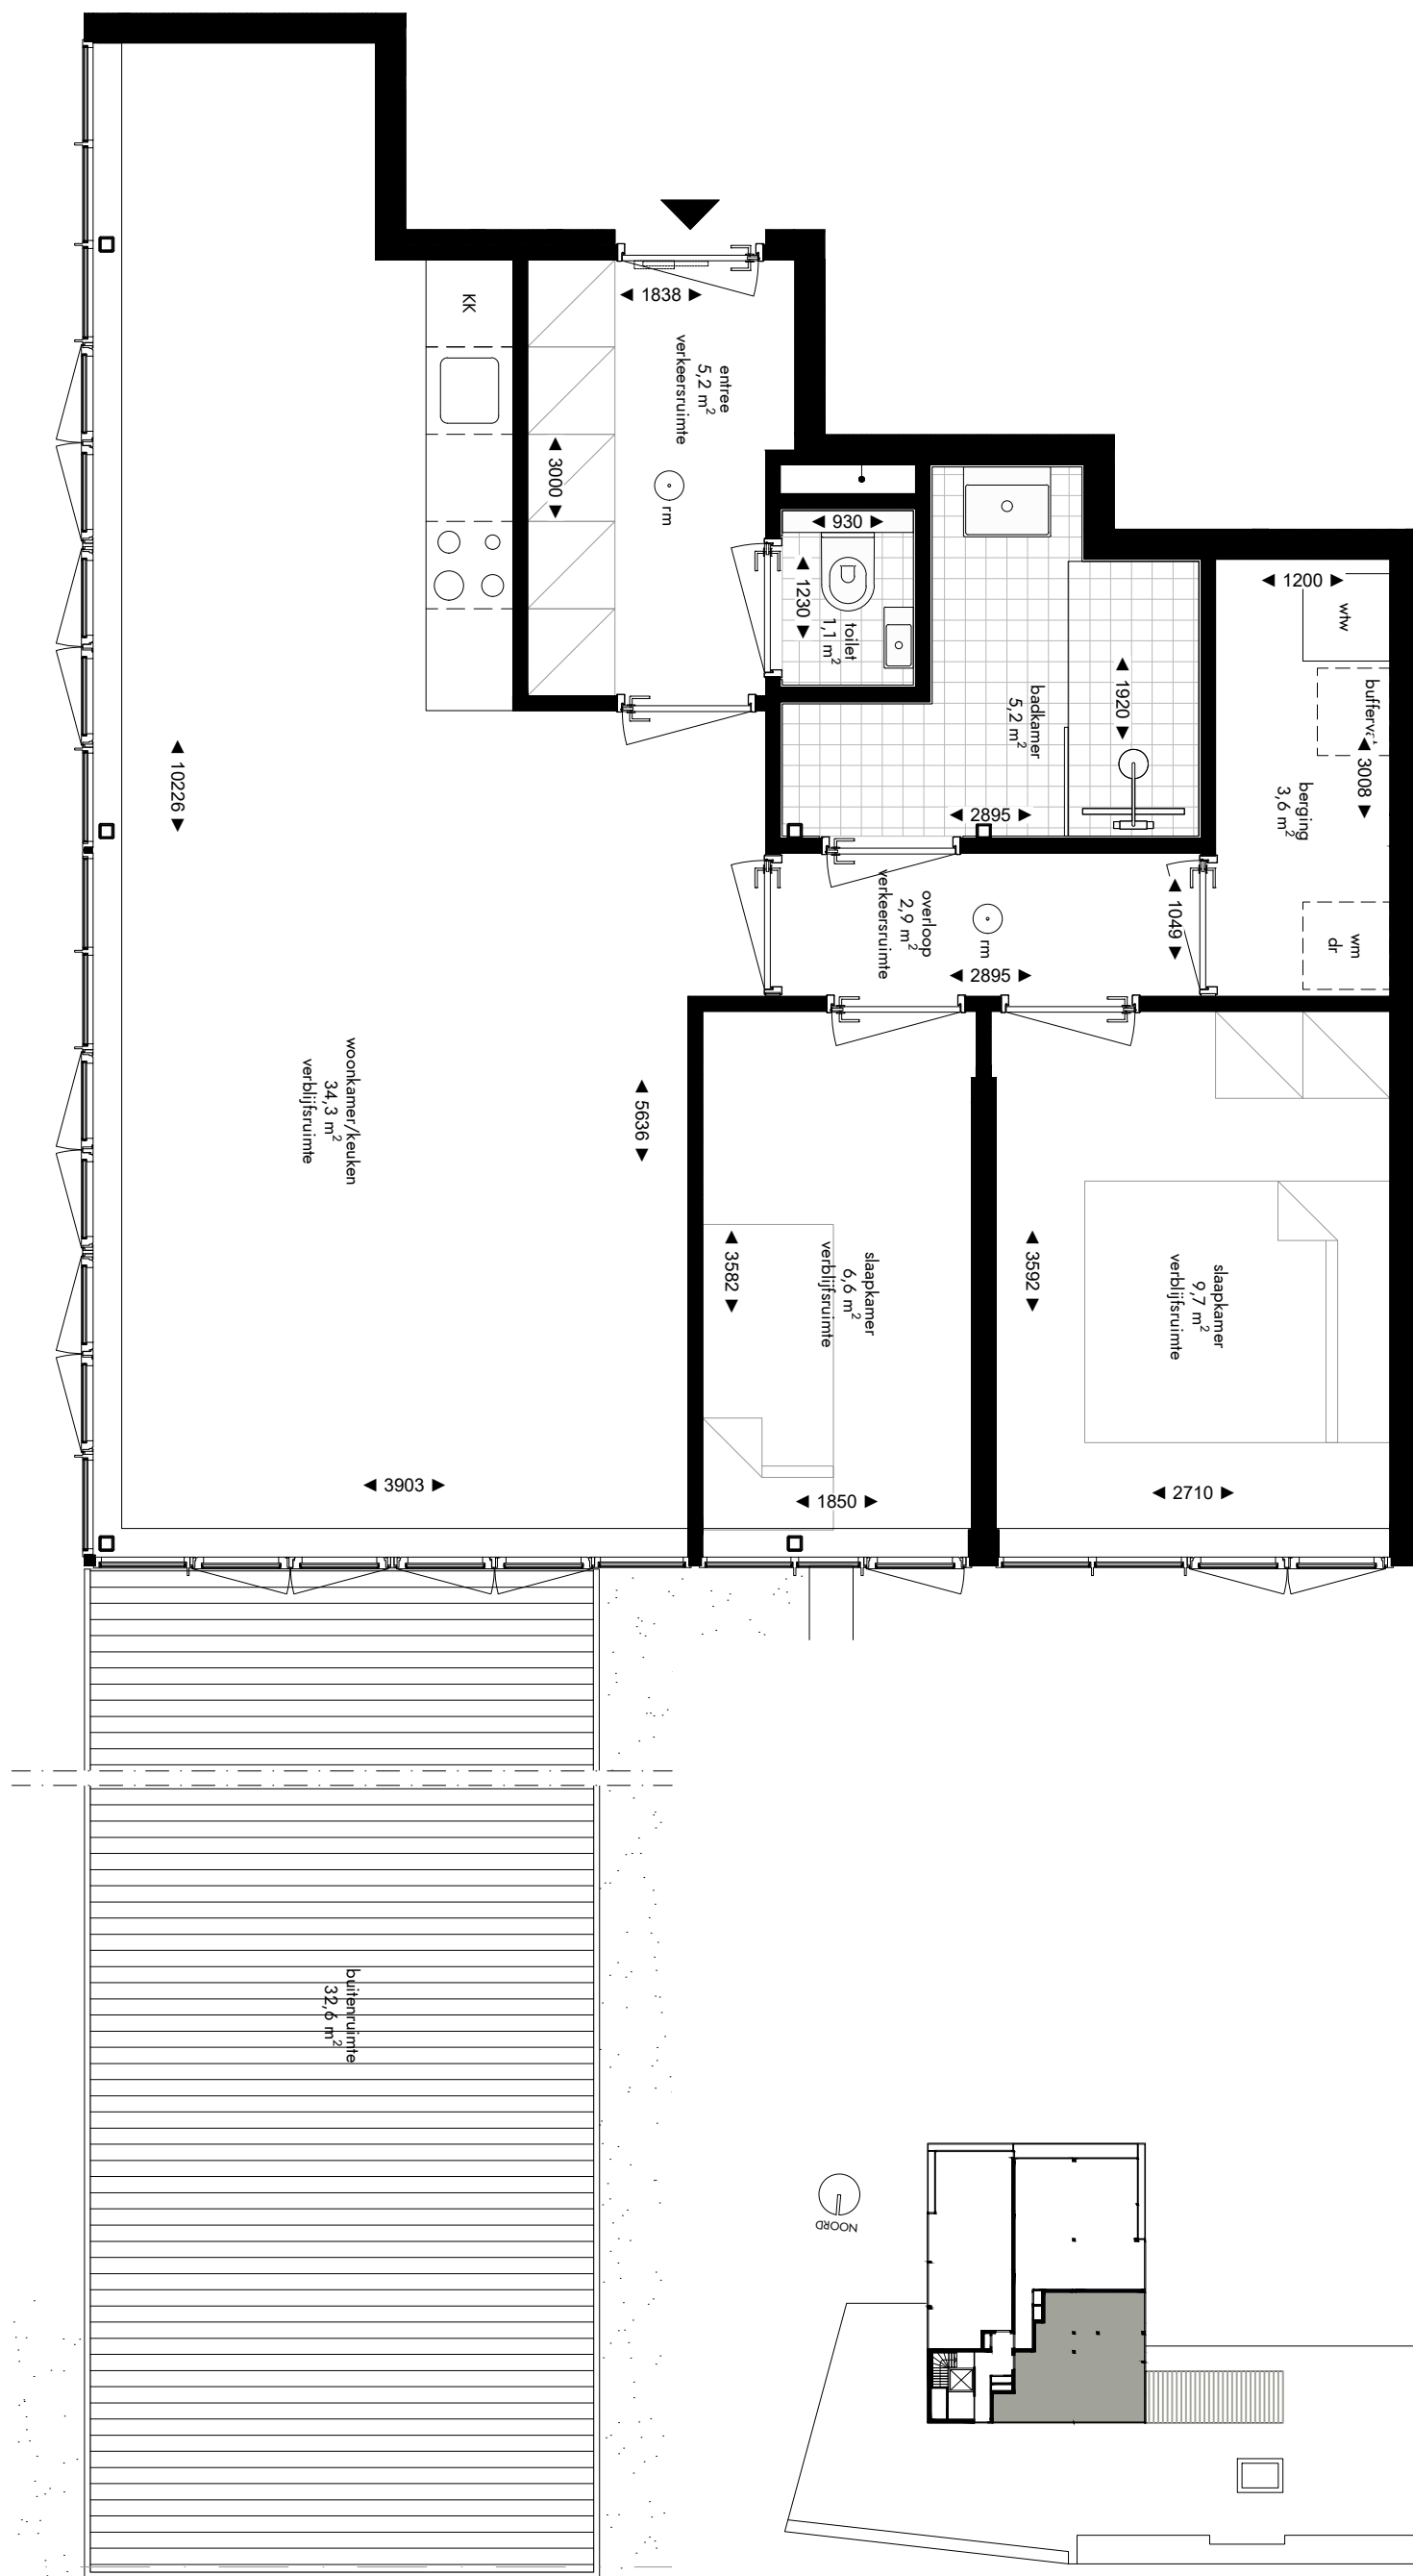 KK
1838
entree
5,2 m²
verkeersruimte
3000
rm
930
1230
toilet
1,1 m²
badkamer
5,2 m²
1920
2895
1200
wtw
buffervat
3008
berging
3,6 m²
wm
dr
1049
overloop
2,9 m²
verkeersruimte
rm
2895
10226
woonkamer/keuken
34,3 m²
verblijfsruimte
5636
3903
3582
slaapkamer
6,6 m²
verblijfsruimte
1850
3592
slaapkamer
9,7 m²
verblijfsruimte
2710
buitenruimte
32,6 m²
NOORD